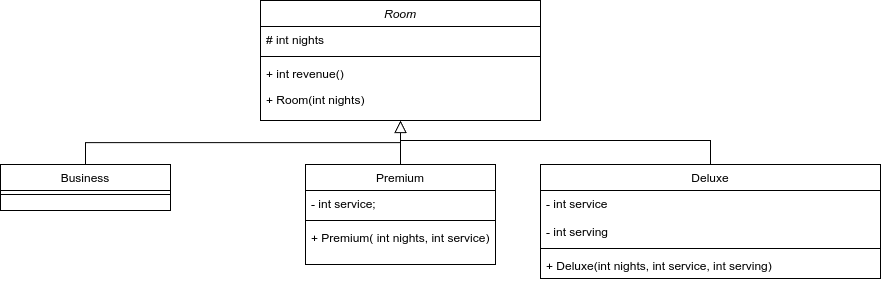 Room
# int nights
+ int revenue()
+ Room(int nights)
Business
Premium
- int service;
+ Premium( int nights, int service)
Deluxe
- int service
- int serving
+ Deluxe(int nights, int service, int serving)